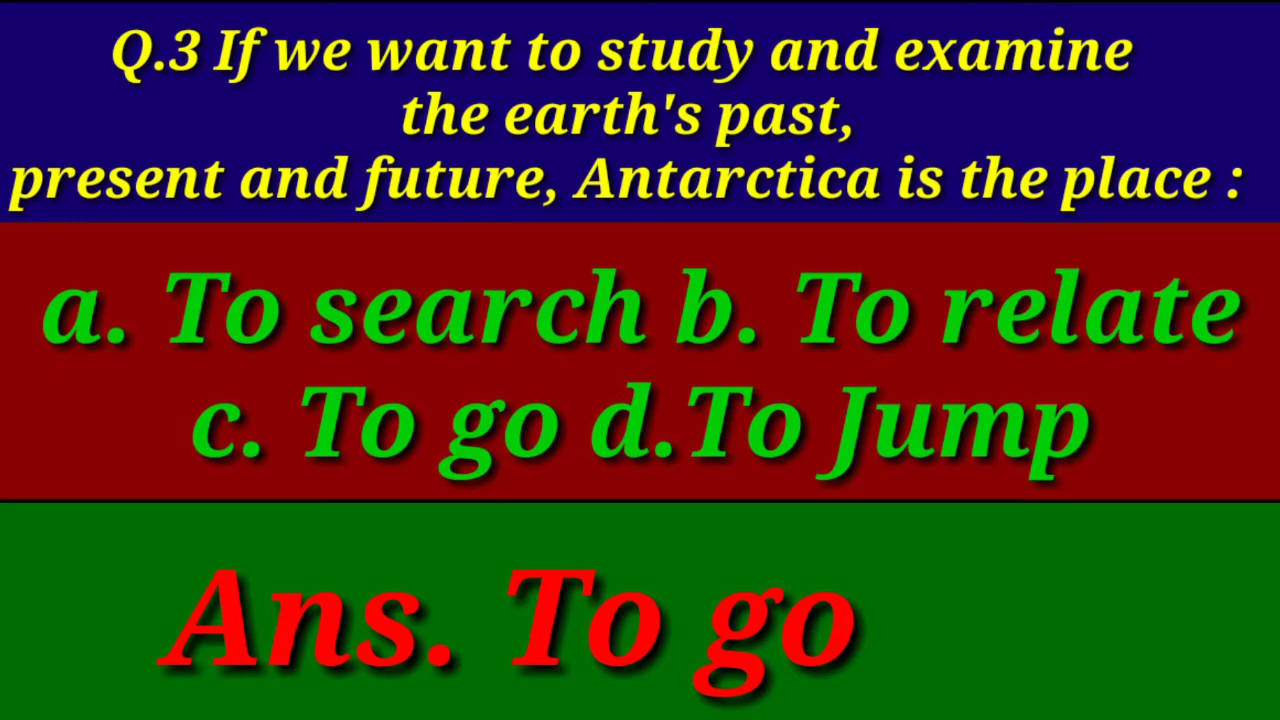 Q.3 If we want to study and examine
the earth's past,
present and future, Antarctica is the place :
a. To search b. To relate
c. To go d.To Jump
Ans. To go